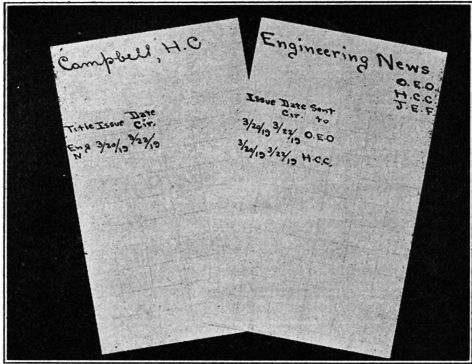 Campbell, H.C
Date
Title Issue Cir.
Eng 3/20/19 3/22/19
N
Engineering News
O.E.O.
H.C.C.
J.E.F.
Issue Date Sent
Cir. to
3/20/19 3/22/19 O.E.O
3/20/19 3/22/19 H.C.C.